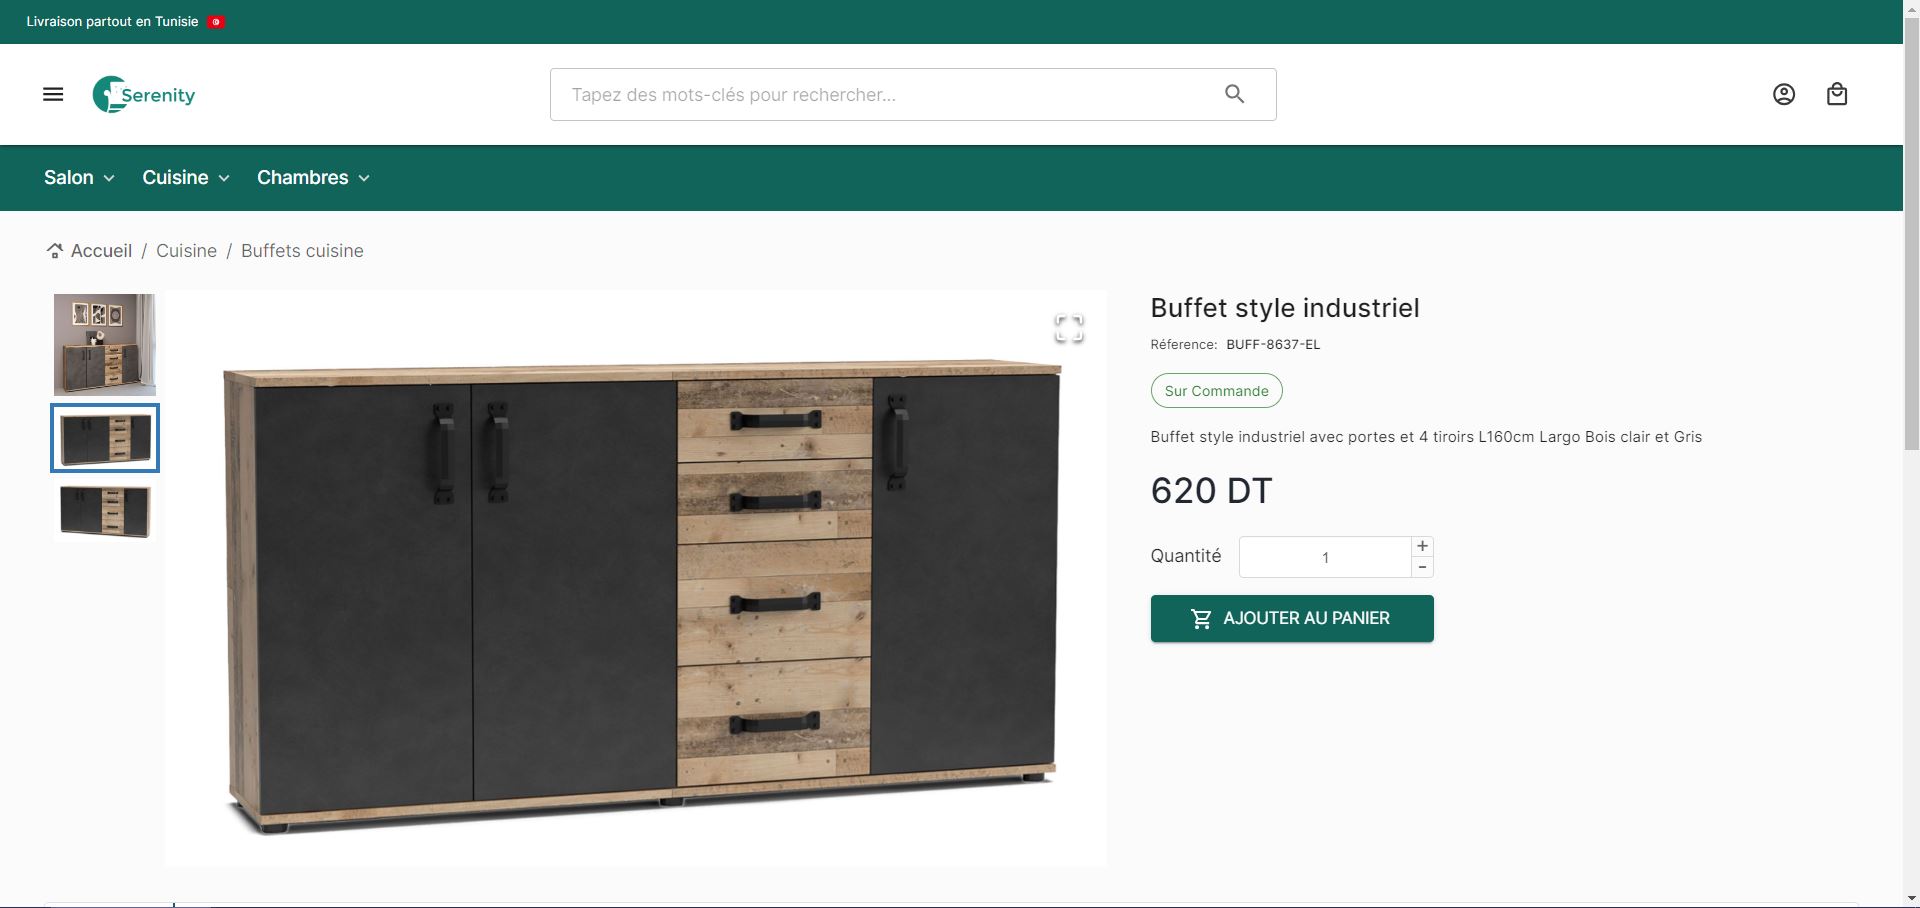 Livraison partout en Tunisie
Serenity
Tapez des mots-clés pour rechercher...
Salon
Cuisine
Chambres
Accueil / Cuisine / Buffets cuisine
Buffet style industriel
Réference: BUFF-8637-EL
Sur Commande
Buffet style industriel avec portes et 4 tiroirs L160cm Largo Bois clair et Gris
620 DT
Quantité 1 + -
AJOUTER AU PANIER